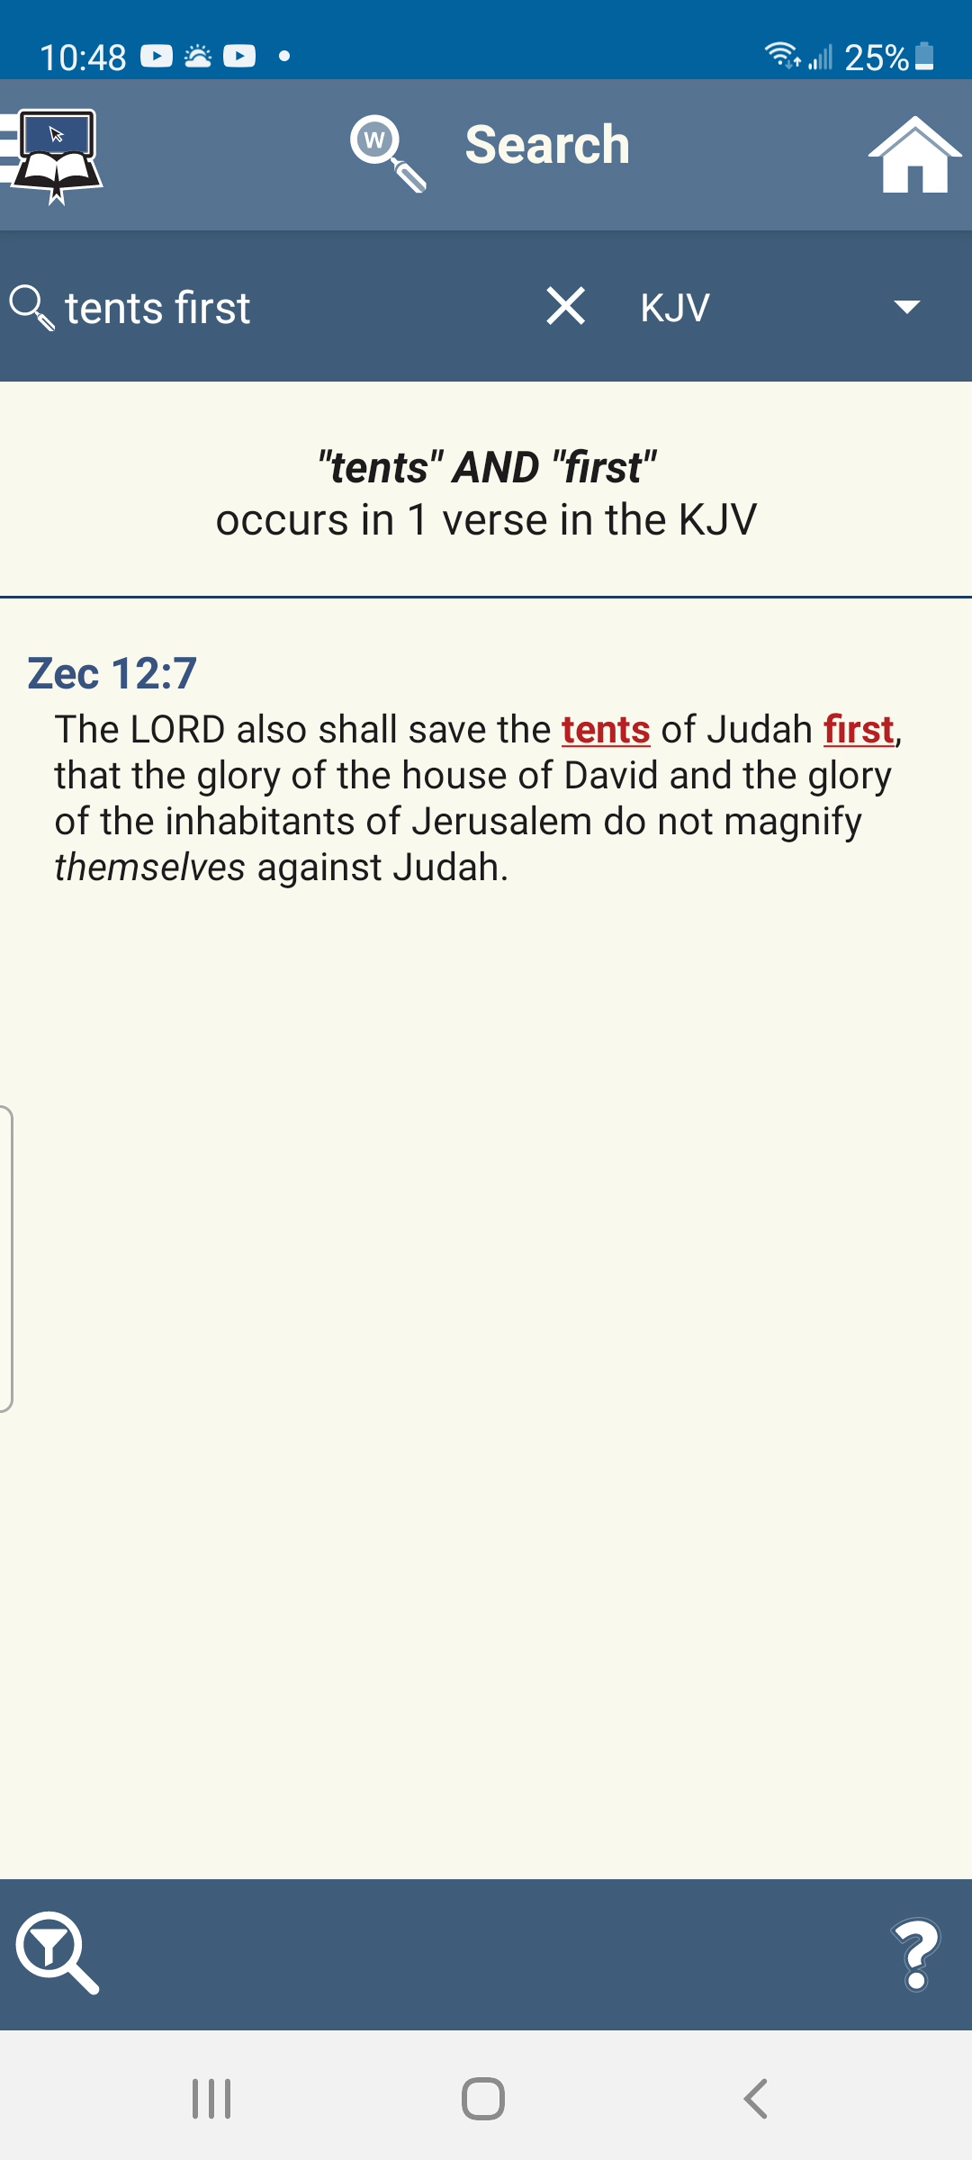 10:48
25%
W
Search
tents first
KJV
"tents" AND "first"
occurs in 1 verse in the KJV
Zec 12:7
The LORD also shall save the tents of Judah first,
that the glory of the house of David and the glory
of the inhabitants of Jerusalem do not magnify
themselves against Judah.
?